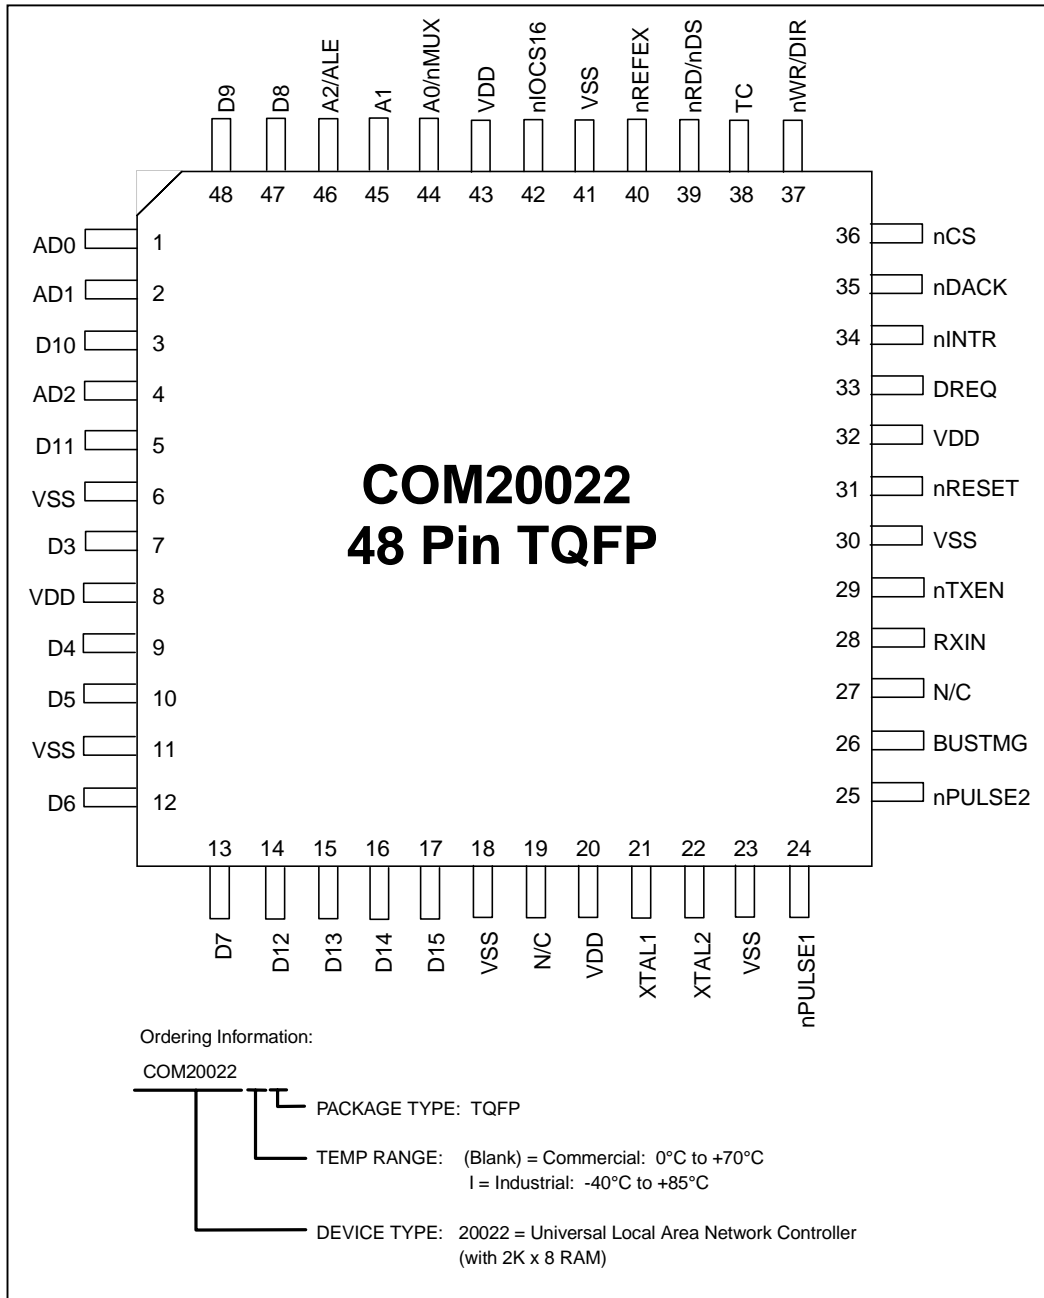 D9
D8
A2/ALE
A1
A0/nMUX
VDD
nIOCS16
VSS
nREFEX
nRD/nDS
TC
nWR/DIR
48 47 46 45 44 43 42 41 40 39 38 37
AD0 1
AD1 2
D10 3
AD2 4
D11 5
VSS 6
D3 7
VDD 8
D4 9
D5 10
VSS 11
D6 12
36 nCS
35 nDACK
34 nINTR
33 DREQ
32 VDD
31 nRESET
30 VSS
29 nTXEN
28 RXIN
27 N/C
26 BUSTMG
25 nPULSE2
COM20022
48 Pin TQFP
13 14 15 16 17 18 19 20 21 22 23 24
D7
D12
D13
D14
D15
VSS
N/C
VDD
XTAL1
XTAL2
VSS
nPULSE1
Ordering Information:
COM20022
PACKAGE TYPE: TQFP
TEMP RANGE: (Blank) = Commercial: 0°C to +70°C
I = Industrial: -40°C to +85°C
DEVICE TYPE: 20022 = Universal Local Area Network Controller
(with 2K x 8 RAM)